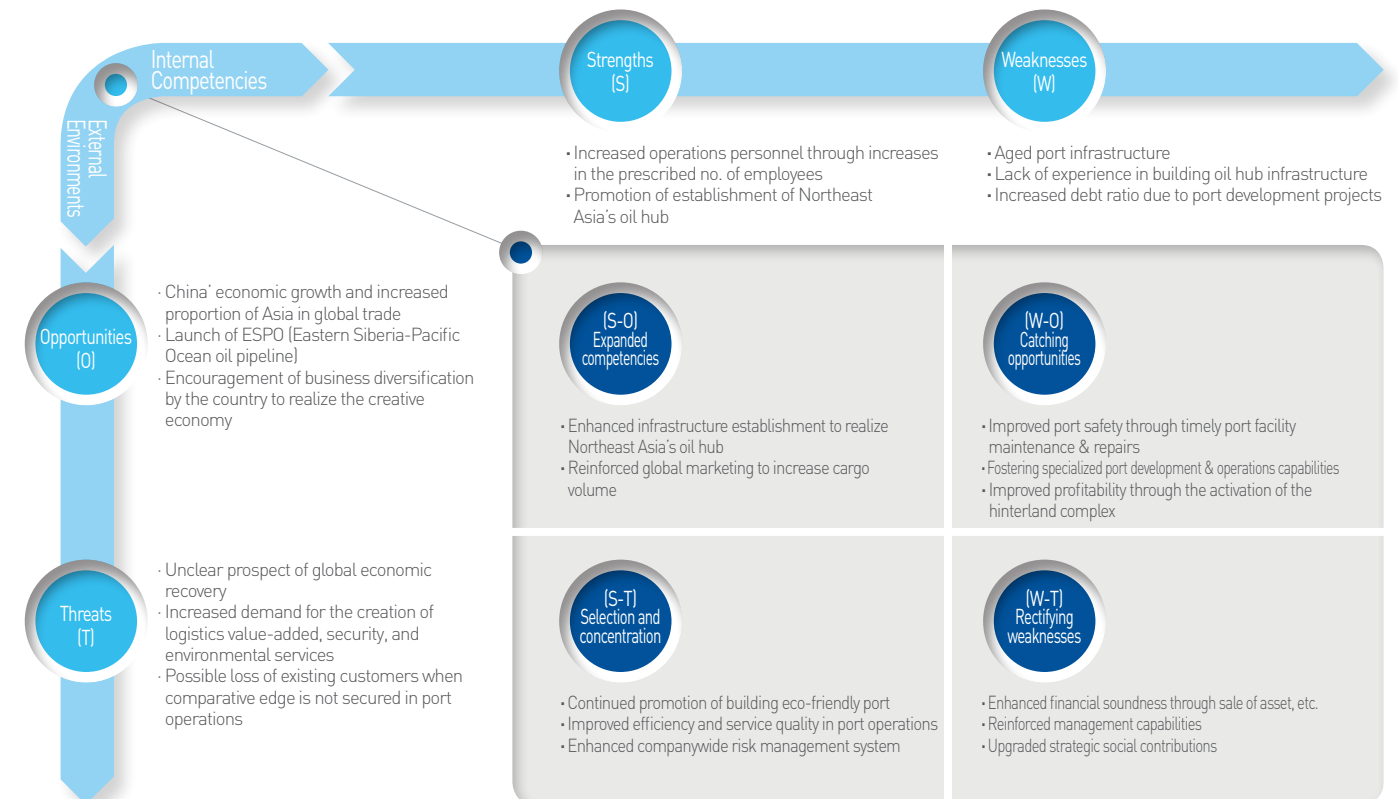 Internal
Competencies
External
Environments
Strengths
(S)
Weaknesses
(W)
• Increased operations personnel through increases
in the prescribed no. of employees
• Promotion of establishment of Northeast
Asia's oil hub
• Aged port infrastructure
• Lack of experience in building oil hub infrastructure
• Increased debt ratio due to port development projects
Opportunities
(O)
· China' economic growth and increased
proportion of Asia in global trade
· Launch of ESPO (Eastern Siberia-Pacific
Ocean oil pipeline)
· Encouragement of business diversification
by the country to realize the creative
economy
(S-O)
Expanded
competencies
• Enhanced infrastructure establishment to realize
Northeast Asia's oil hub
• Reinforced global marketing to increase cargo
volume
(W-O)
Catching
opportunities
• Improved port safety through timely port facility
maintenance & repairs
• Fostering specialized port development & operations capabilities
• Improved profitability through the activation of the
hinterland complex
Threats
(T)
· Unclear prospect of global economic
recovery
· Increased demand for the creation of
logistics value-added, security, and
environmental services
· Possible loss of existing customers when
comparative edge is not secured in port
operations
(S-T)
Selection and
concentration
• Continued promotion of building eco-friendly port
• Improved efficiency and service quality in port operations
• Enhanced companywide risk management system
(W-T)
Rectifying
weaknesses
• Enhanced financial soundness through sale of asset, etc.
• Reinforced management capabilities
• Upgraded strategic social contributions